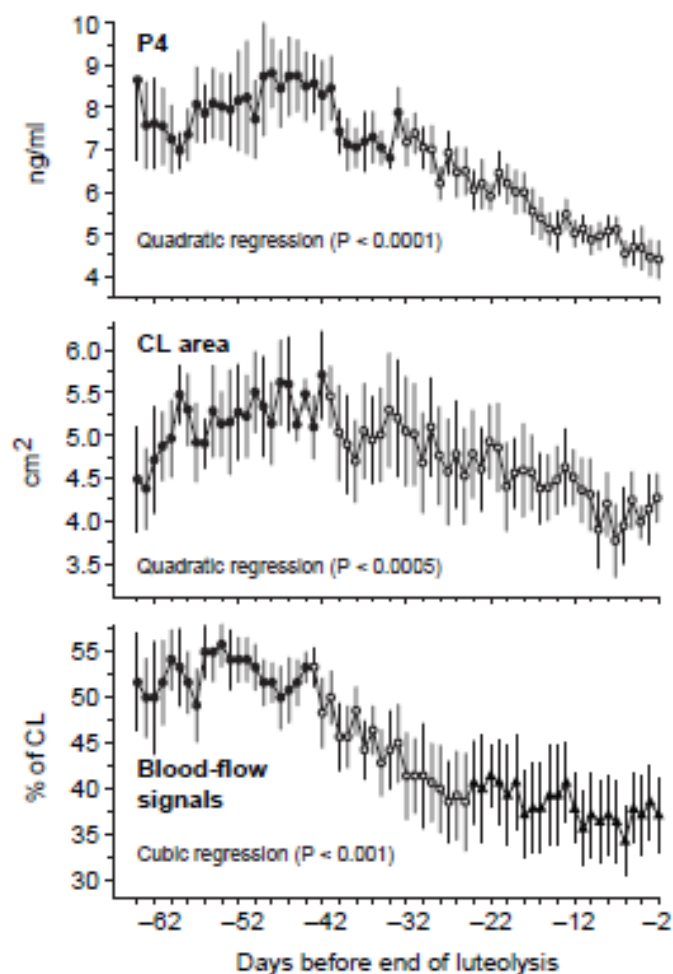 P4
10
9
8
7
6
5
4
ng/ml
Quadratic regression (P < 0.0001)
CL area
6.0
5.5
5.0
4.5
4.0
3.5
cm²
Quadratic regression (P < 0.0005)
55
50
45
40
35
30
% of CL
Blood-flow
signals
Cubic regression (P < 0.001)
–62 –52 –42 –32 –22 –12 –2
Days before end of luteolysis